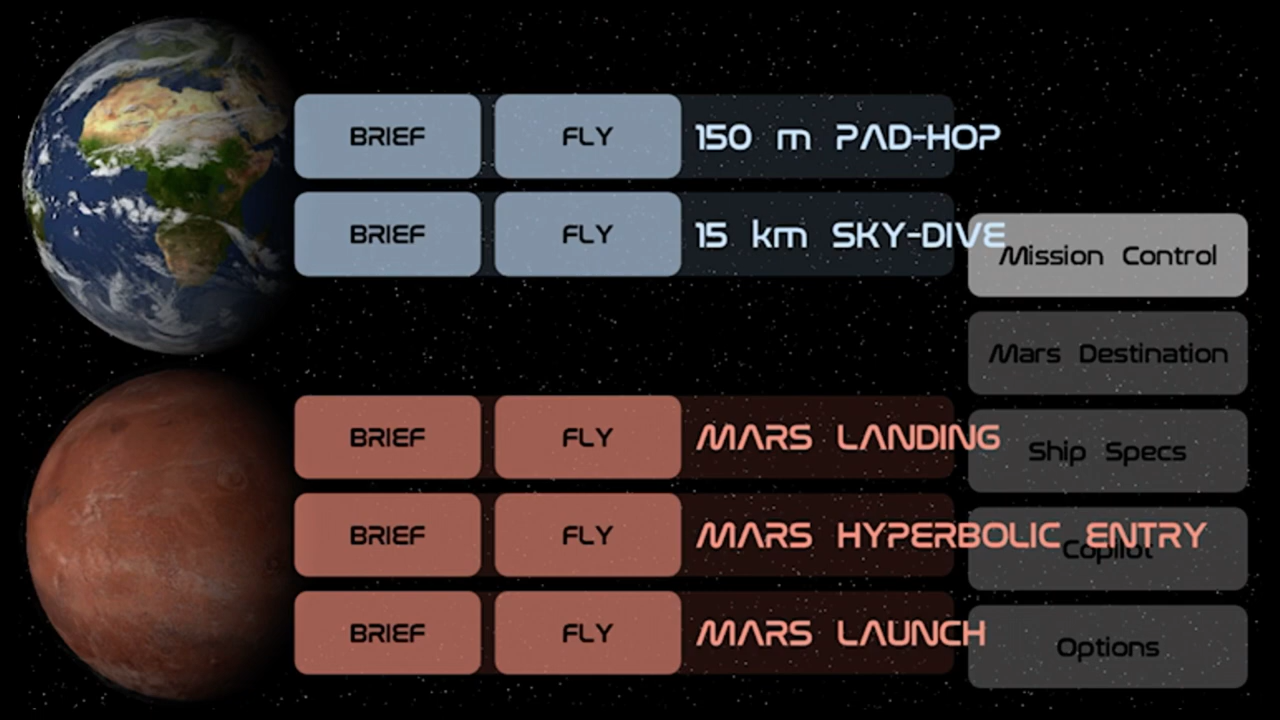 BRIEF FLY 150 m PAD-HOP
BRIEF FLY 15 km SKY-DIVE
Mission Control
Mars Destination
BRIEF FLY MARS LANDING
Ship Specs
BRIEF FLY MARS HYPERBOLIC ENTRY
Copilot
BRIEF FLY MARS LAUNCH
Options